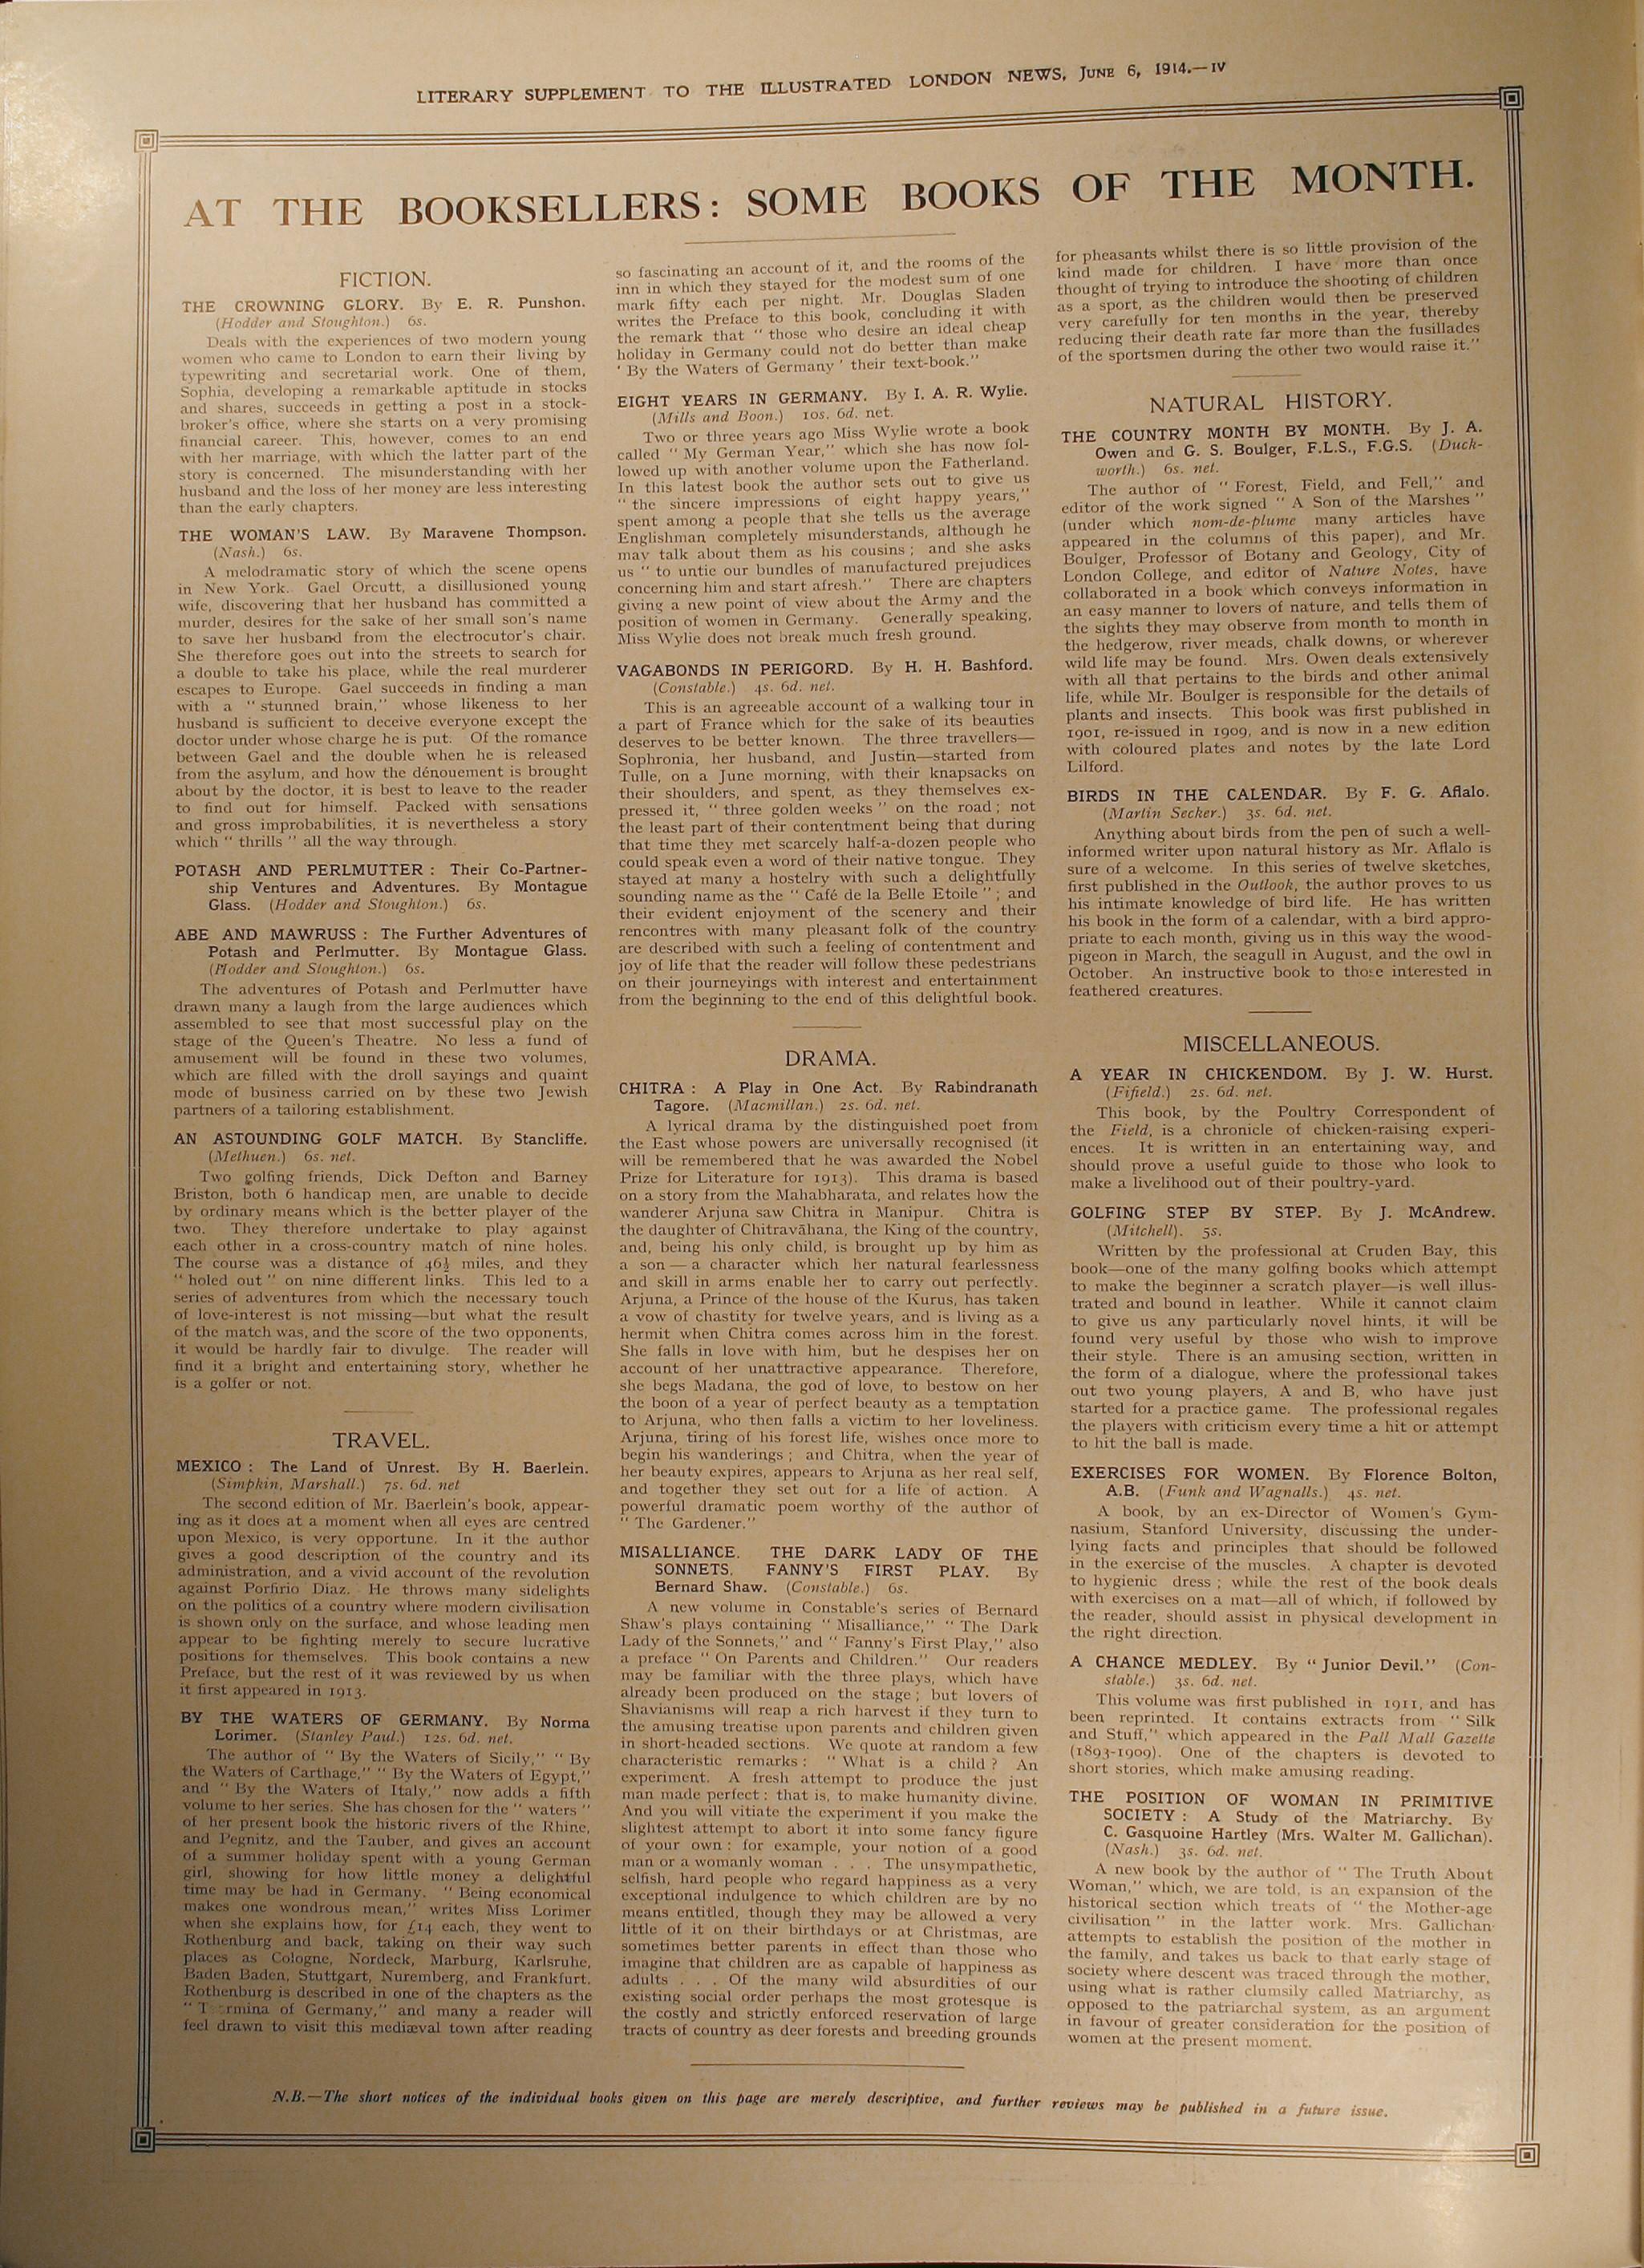 LITERARY SUPPLEMENT TO THE ILLUSTRATED LONDON NEWS, JUNE 6, 1914.—IV
AT THE BOOKSELLERS: SOME BOOKS OF THE MONTH.
FICTION.
THE CROWNING GLORY. By E. R. Punshon.
(Hodder and Stoughton.) 6s.
Deals with the experiences of two modern young
women who came to London to earn their living by
typewriting and secretarial work. One of them,
Sophia, developing a remarkable aptitude in stocks
and shares, succeeds in getting a post in a stock-
broker's office, where she starts on a very promising
financial career. This, however, comes to an end
with her marriage, with which the latter part of the
story is concerned. The misunderstanding with her
husband and the loss of her money are less interesting
than the early chapters.
THE WOMAN'S LAW. By Maravene Thompson.
(Nash.) 6s.
A melodramatic story of which the scene opens
in New York. Gael Orcutt, a disillusioned young
wife, discovering that her husband has committed a
murder, desires for the sake of her small son's name
to save her husband from the electrocutor's chair.
She therefore goes out into the streets to search for
a double to take his place, while the real murderer
escapes to Europe. Gael succeeds in finding a man
with a "stunned brain," whose likeness to her
husband is sufficient to deceive everyone except the
doctor under whose charge he is put. Of the romance
between Gael and the double when he is released
from the asylum, and how the dénouement is brought
about by the doctor, it is best to leave to the reader
to find out for himself. Packed with sensations
and gross improbabilities, it is nevertheless a story
which "thrills" all the way through.
POTASH AND PERLMUTTER: Their Co-Partner-
ship Ventures and Adventures. By Montague
Glass. (Hodder and Stoughton.) 6s.
ABE AND MAWRUSS: The Further Adventures of
Potash and Perlmutter. By Montague Glass.
(Hodder and Stoughton.) 6s.
The adventures of Potash and Perlmutter have
drawn many a laugh from the large audiences which
assembled to see that most successful play on the
stage of the Queen's Theatre. No less a fund of
amusement will be found in these two volumes,
which are filled with the droll sayings and quaint
mode of business carried on by these two Jewish
partners of a tailoring establishment.
AN ASTOUNDING GOLF MATCH. By Stancliffe.
(Methuen.) 6s. net.
Two golfing friends, Dick Defton and Barney
Briston, both 6 handicap men, are unable to decide
by ordinary means which is the better player of the
two. They therefore undertake to play against
each other in a cross-country match of nine holes.
The course was a distance of 46½ miles, and they
"holed out" on nine different links. This led to a
series of adventures from which the necessary touch
of love-interest is not missing—but what the result
of the match was, and the score of the two opponents,
it would be hardly fair to divulge. The reader will
find it a bright and entertaining story, whether he
is a golfer or not.
TRAVEL.
MEXICO: The Land of Unrest. By H. Baerlein.
(Simpkin, Marshall.) 7s. 6d. net
The second edition of Mr. Baerlein's book, appear-
ing as it does at a moment when all eyes are centred
upon Mexico, is very opportune. In it the author
gives a good description of the country and its
administration, and a vivid account of the revolution
against Porfirio Diaz. He throws many sidelights
on the politics of a country where modern civilisation
is shown only on the surface, and whose leading men
appear to be fighting merely to secure lucrative
positions for themselves. This book contains a new
Preface, but the rest of it was reviewed by us when
it first appeared in 1913.
BY THE WATERS OF GERMANY. By Norma
Lorimer. (Stanley Paul.) 12s. 6d. net.
The author of "By the Waters of Sicily," "By
the Waters of Carthage," "By the Waters of Egypt,"
and "By the Waters of Italy," now adds a fifth
volume to her series. She has chosen for the "waters"
of her present book the historic rivers of the Rhine,
and Pegnitz, and the Tauber, and gives an account
of a summer holiday spent with a young German
girl, showing for how little money a delightful
time may be had in Germany. "Being economical
makes one wondrous mean," writes Miss Lorimer
when she explains how, for £14 each, they went to
Rothenburg and back, taking on their way such
places as Cologne, Nordeck, Marburg, Karlsruhe,
Baden Baden, Stuttgart, Nuremberg, and Frankfurt.
Rothenburg is described in one of the chapters as the
"T rmina of Germany," and many a reader will
feel drawn to visit this mediæval town after reading
so fascinating an account of it, and the rooms of the
inn in which they stayed for the modest sum of one
mark fifty each per night. Mr. Douglas Sladen
writes the Preface to this book, concluding it with
the remark that "those who desire an ideal cheap
holiday in Germany could not do better than make
'By the Waters of Germany' their text-book."
EIGHT YEARS IN GERMANY. By I. A. R. Wylie.
(Mills and Boon.) 10s. 6d. net.
Two or three years ago Miss Wylie wrote a book
called "My German Year," which she has now fol-
lowed up with another volume upon the Fatherland.
In this latest book the author sets out to give us
"the sincere impressions of eight happy years,"
spent among a people that she tells us the average
Englishman completely misunderstands, although he
may talk about them as his cousins; and she asks
us "to untie our bundles of manufactured prejudices
concerning him and start afresh." There are chapters
giving a new point of view about the Army and the
position of women in Germany. Generally speaking,
Miss Wylie does not break much fresh ground.
VAGABONDS IN PERIGORD. By H. H. Bashford.
(Constable.) 4s. 6d. net.
This is an agreeable account of a walking tour in
a part of France which for the sake of its beauties
deserves to be better known. The three travellers—
Sophronia, her husband, and Justin—started from
Tulle, on a June morning, with their knapsacks on
their shoulders, and spent, as they themselves ex-
pressed it, "three golden weeks" on the road; not
the least part of their contentment being that during
that time they met scarcely half-a-dozen people who
could speak even a word of their native tongue. They
stayed at many a hostelry with such a delightfully
sounding name as the "Café de la Belle Etoile"; and
their evident enjoyment of the scenery and their
rencontres with many pleasant folk of the country
are described with such a feeling of contentment and
joy of life that the reader will follow these pedestrians
on their journeyings with interest and entertainment
from the beginning to the end of this delightful book.
DRAMA.
CHITRA: A Play in One Act. By Rabindranath
Tagore. (Macmillan.) 2s. 6d. net.
A lyrical drama by the distinguished poet from
the East whose powers are universally recognised (it
will be remembered that he was awarded the Nobel
Prize for Literature for 1913). This drama is based
on a story from the Mahabharata, and relates how the
wanderer Arjuna saw Chitra in Manipur. Chitra is
the daughter of Chitravāhana, the King of the country,
and, being his only child, is brought up by him as
a son — a character which her natural fearlessness
and skill in arms enable her to carry out perfectly.
Arjuna, a Prince of the house of the Kurus, has taken
a vow of chastity for twelve years, and is living as a
hermit when Chitra comes across him in the forest.
She falls in love with him, but he despises her on
account of her unattractive appearance. Therefore,
she begs Madana, the god of love, to bestow on her
the boon of a year of perfect beauty as a temptation
to Arjuna, who then falls a victim to her loveliness.
Arjuna, tiring of his forest life, wishes once more to
begin his wanderings; and Chitra, when the year of
her beauty expires, appears to Arjuna as her real self,
and together they set out for a life of action. A
powerful dramatic poem worthy of the author of
"The Gardener."
MISALLIANCE. THE DARK LADY OF THE
SONNETS. FANNY'S FIRST PLAY. By
Bernard Shaw. (Constable.) 6s.
A new volume in Constable's series of Bernard
Shaw's plays containing "Misalliance," "The Dark
Lady of the Sonnets," and "Fanny's First Play," also
a preface "On Parents and Children." Our readers
may be familiar with the three plays, which have
already been produced on the stage; but lovers of
Shavianisms will reap a rich harvest if they turn to
the amusing treatise upon parents and children given
in short-headed sections. We quote at random a few
characteristic remarks: "What is a child? An
experiment. A fresh attempt to produce the just
man made perfect: that is, to make humanity divine.
And you will vitiate the experiment if you make the
slightest attempt to abort it into some fancy figure
of your own: for example, your notion of a good
man or a womanly woman . . . The unsympathetic,
selfish, hard people who regard happiness as a very
exceptional indulgence to which children are by no
means entitled, though they may be allowed a very
little of it on their birthdays or at Christmas, are
sometimes better parents in effect than those who
imagine that children are as capable of happiness as
adults . . . Of the many wild absurdities of our
existing social order perhaps the most grotesque is
the costly and strictly enforced reservation of large
tracts of country as deer forests and breeding grounds
for pheasants whilst there is so little provision of the
kind made for children. I have more than once
thought of trying to introduce the shooting of children
as a sport, as the children would then be preserved
very carefully for ten months in the year, thereby
reducing their death rate far more than the fusillades
of the sportsmen during the other two would raise it."
NATURAL HISTORY.
THE COUNTRY MONTH BY MONTH. By J. A.
Owen and G. S. Boulger, F.L.S., F.G.S. (Duck-
worth.) 6s. net.
The author of "Forest, Field, and Fell," and
editor of the work signed "A Son of the Marshes"
(under which nom-de-plume many articles have
appeared in the columns of this paper), and Mr.
Boulger, Professor of Botany and Geology, City of
London College, and editor of Nature Notes, have
collaborated in a book which conveys information in
an easy manner to lovers of nature, and tells them of
the sights they may observe from month to month in
the hedgerow, river meads, chalk downs, or wherever
wild life may be found. Mrs. Owen deals extensively
with all that pertains to the birds and other animal
life, while Mr. Boulger is responsible for the details of
plants and insects. This book was first published in
1901, re-issued in 1909, and is now in a new edition
with coloured plates and notes by the late Lord
Lilford.
BIRDS IN THE CALENDAR. By F. G. Aflalo.
(Martin Secker.) 3s. 6d. net.
Anything about birds from the pen of such a well-
informed writer upon natural history as Mr. Aflalo is
sure of a welcome. In this series of twelve sketches,
first published in the Outlook, the author proves to us
his intimate knowledge of bird life. He has written
his book in the form of a calendar, with a bird appro-
priate to each month, giving us in this way the wood-
pigeon in March, the seagull in August, and the owl in
October. An instructive book to those interested in
feathered creatures.
MISCELLANEOUS.
A YEAR IN CHICKENDOM. By J. W. Hurst.
(Fifield.) 2s. 6d. net.
This book, by the Poultry Correspondent of
the Field, is a chronicle of chicken-raising experi-
ences. It is written in an entertaining way, and
should prove a useful guide to those who look to
make a livelihood out of their poultry-yard.
GOLFING STEP BY STEP. By J. McAndrew.
(Mitchell). 5s.
Written by the professional at Cruden Bay, this
book—one of the many golfing books which attempt
to make the beginner a scratch player—is well illus-
trated and bound in leather. While it cannot claim
to give us any particularly novel hints, it will be
found very useful by those who wish to improve
their style. There is an amusing section, written in
the form of a dialogue, where the professional takes
out two young players, A and B, who have just
started for a practice game. The professional regales
the players with criticism every time a hit or attempt
to hit the ball is made.
EXERCISES FOR WOMEN. By Florence Bolton,
A.B. (Funk and Wagnalls.) 4s. net.
A book, by an ex-Director of Women's Gym-
nasium, Stanford University, discussing the under-
lying facts and principles that should be followed
in the exercise of the muscles. A chapter is devoted
to hygienic dress; while the rest of the book deals
with exercises on a mat—all of which, if followed by
the reader, should assist in physical development in
the right direction.
A CHANCE MEDLEY. By "Junior Devil." (Con-
stable.) 3s. 6d. net.
This volume was first published in 1911, and has
been reprinted. It contains extracts from "Silk
and Stuff," which appeared in the Pall Mall Gazette
(1893-1909). One of the chapters is devoted to
short stories, which make amusing reading.
THE POSITION OF WOMAN IN PRIMITIVE
SOCIETY: A Study of the Matriarchy. By
C. Gasquoine Hartley (Mrs. Walter M. Gallichan).
(Nash.) 3s. 6d. net.
A new book by the author of "The Truth About
Woman," which, we are told, is an expansion of the
historical section which treats of "the Mother-age
civilisation" in the latter work. Mrs. Gallichan
attempts to establish the position of the mother in
the family, and takes us back to that early stage of
society where descent was traced through the mother,
using what is rather clumsily called Matriarchy, as
opposed to the patriarchal system, as an argument
in favour of greater consideration for the position of
women at the present moment.
N.B.—The short notices of the individual books given on this page are merely descriptive, and further reviews may be published in a future issue.